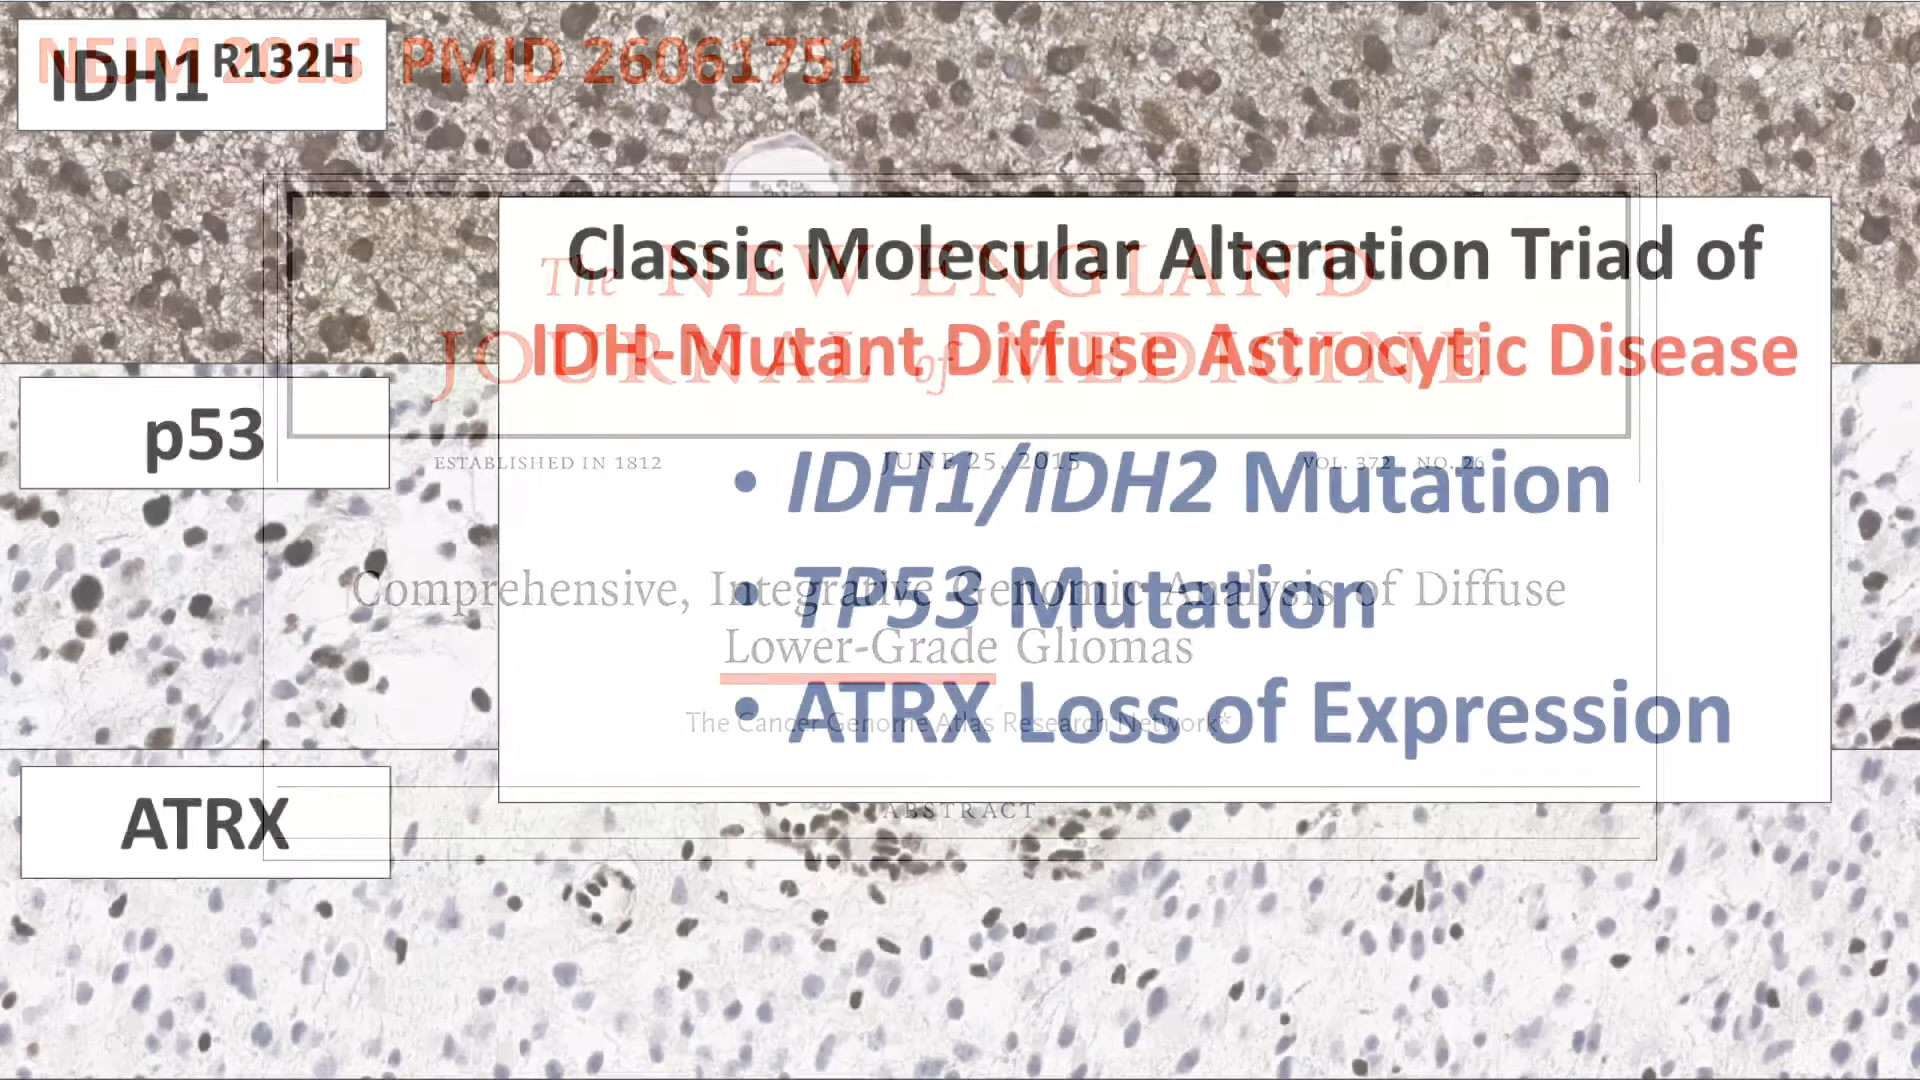 NEJM 2015 PMID 26061751
IDH1 R132H
Classic Molecular Alteration Triad of
IDH-Mutant Diffuse Astrocytic Disease
The NEW ENGLAND
JOURNAL of MEDICINE
p53
ESTABLISHED IN 1812 JUNE 25, 2015 VOL. 372 NO. 26
• IDH1/IDH2 Mutation
• TP53 Mutation
Comprehensive, Integrative Genomic Analysis of Diffuse
Lower-Grade Gliomas
• ATRX Loss of Expression
The Cancer Genome Atlas Research Network*
ATRX
ABSTRACT